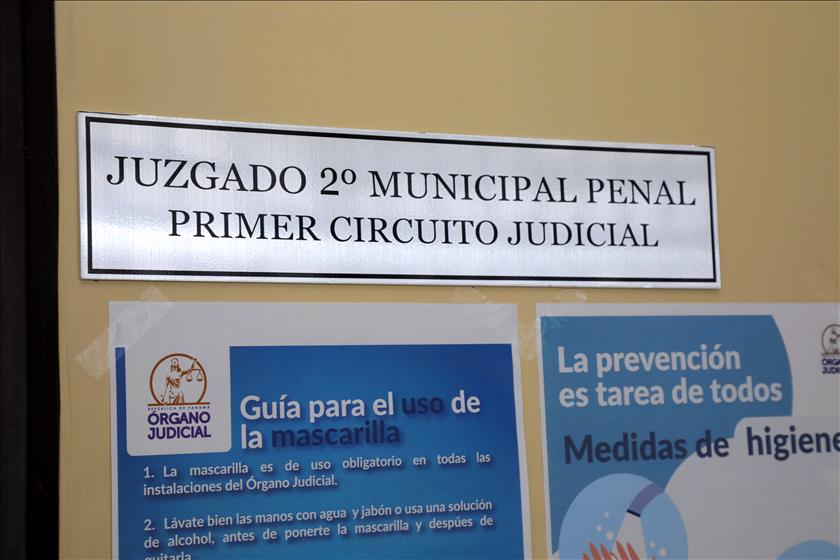 JUZGADO 2º MUNICIPAL PENAL
PRIMER CIRCUITO JUDICIAL
REPÚBLICA DE PANAMÁ
ÓRGANO
JUDICIAL
Guía para el uso de
la mascarilla
1. La mascarilla es de uso obligatorio en todas las
instalaciones del Órgano Judicial.
2. Lávate bien las manos con agua y jabón o usa una solución
de alcohol, antes de ponerte la mascarilla y despúes de
quitarla.
La prevención
es tarea de todos
Medidas de higiene